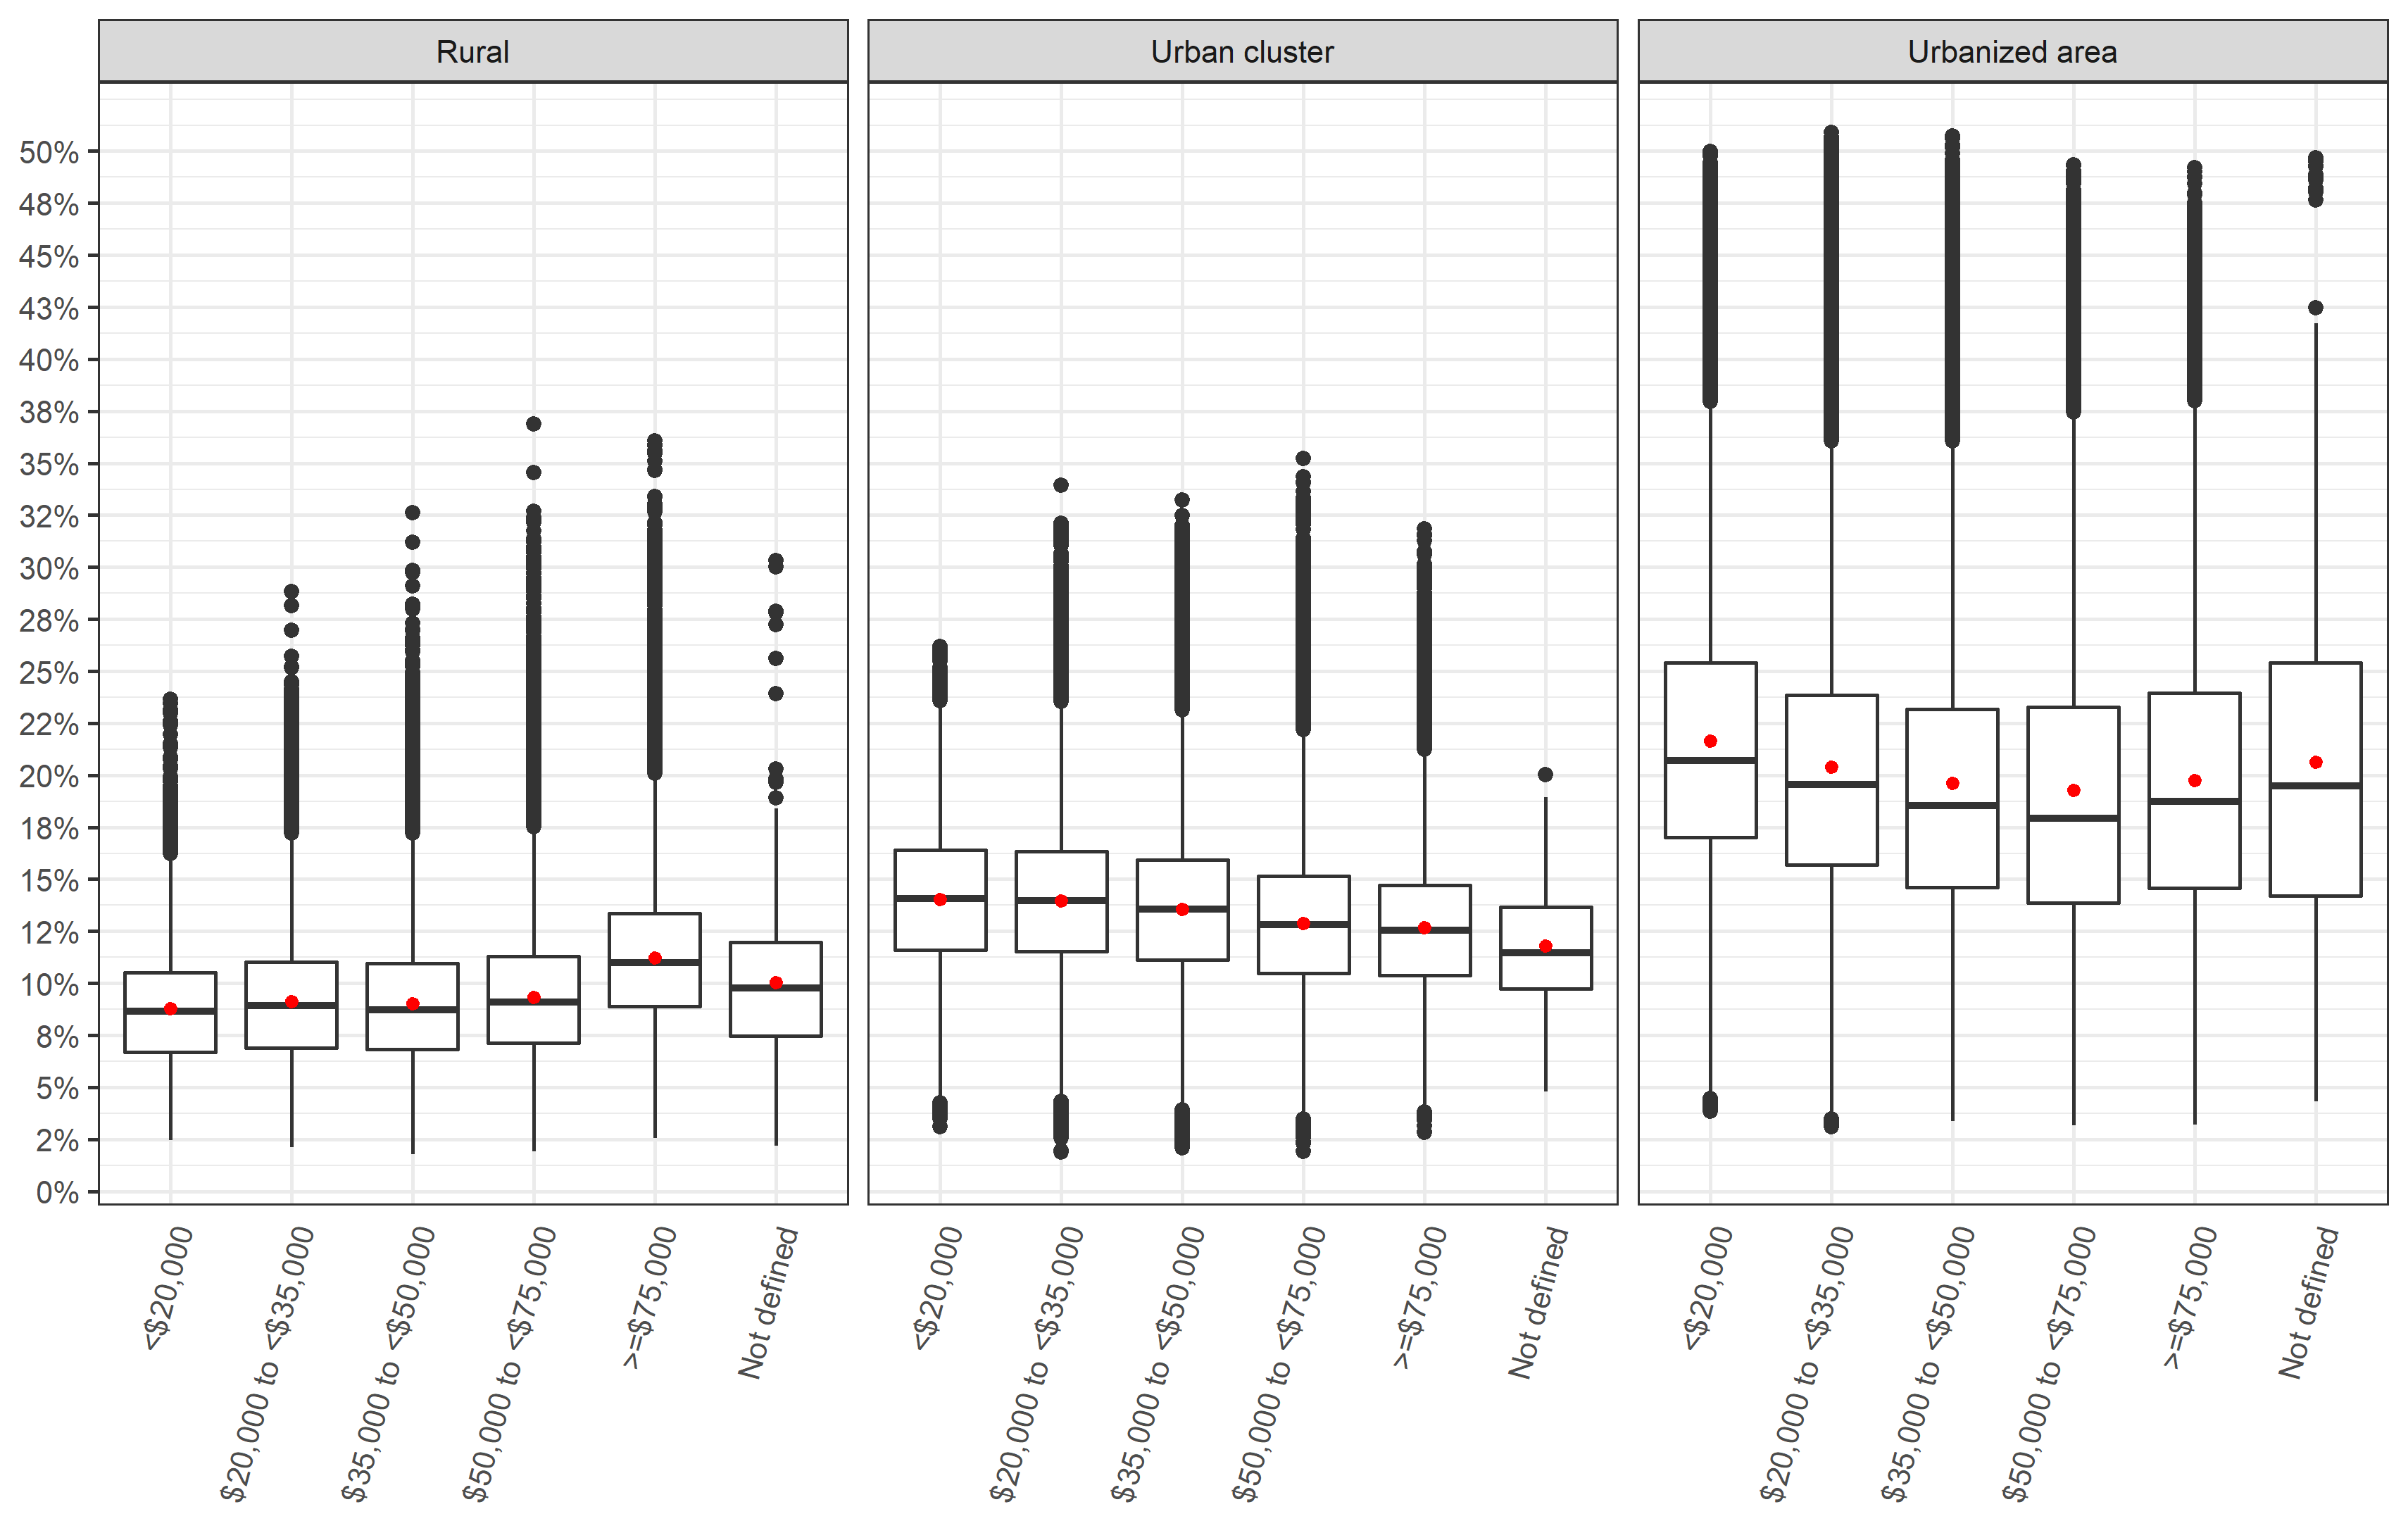 Rural
Urban cluster
Urbanized area
50%
48%
45%
43%
40%
38%
35%
32%
30%
28%
25%
22%
20%
18%
15%
12%
10%
8%
5%
2%
0%
<$20,000
$20,000 to <$35,000
$35,000 to <$50,000
$50,000 to <$75,000
>=$75,000
Not defined
<$20,000
$20,000 to <$35,000
$35,000 to <$50,000
$50,000 to <$75,000
>=$75,000
Not defined
<$20,000
$20,000 to <$35,000
$35,000 to <$50,000
$50,000 to <$75,000
>=$75,000
Not defined